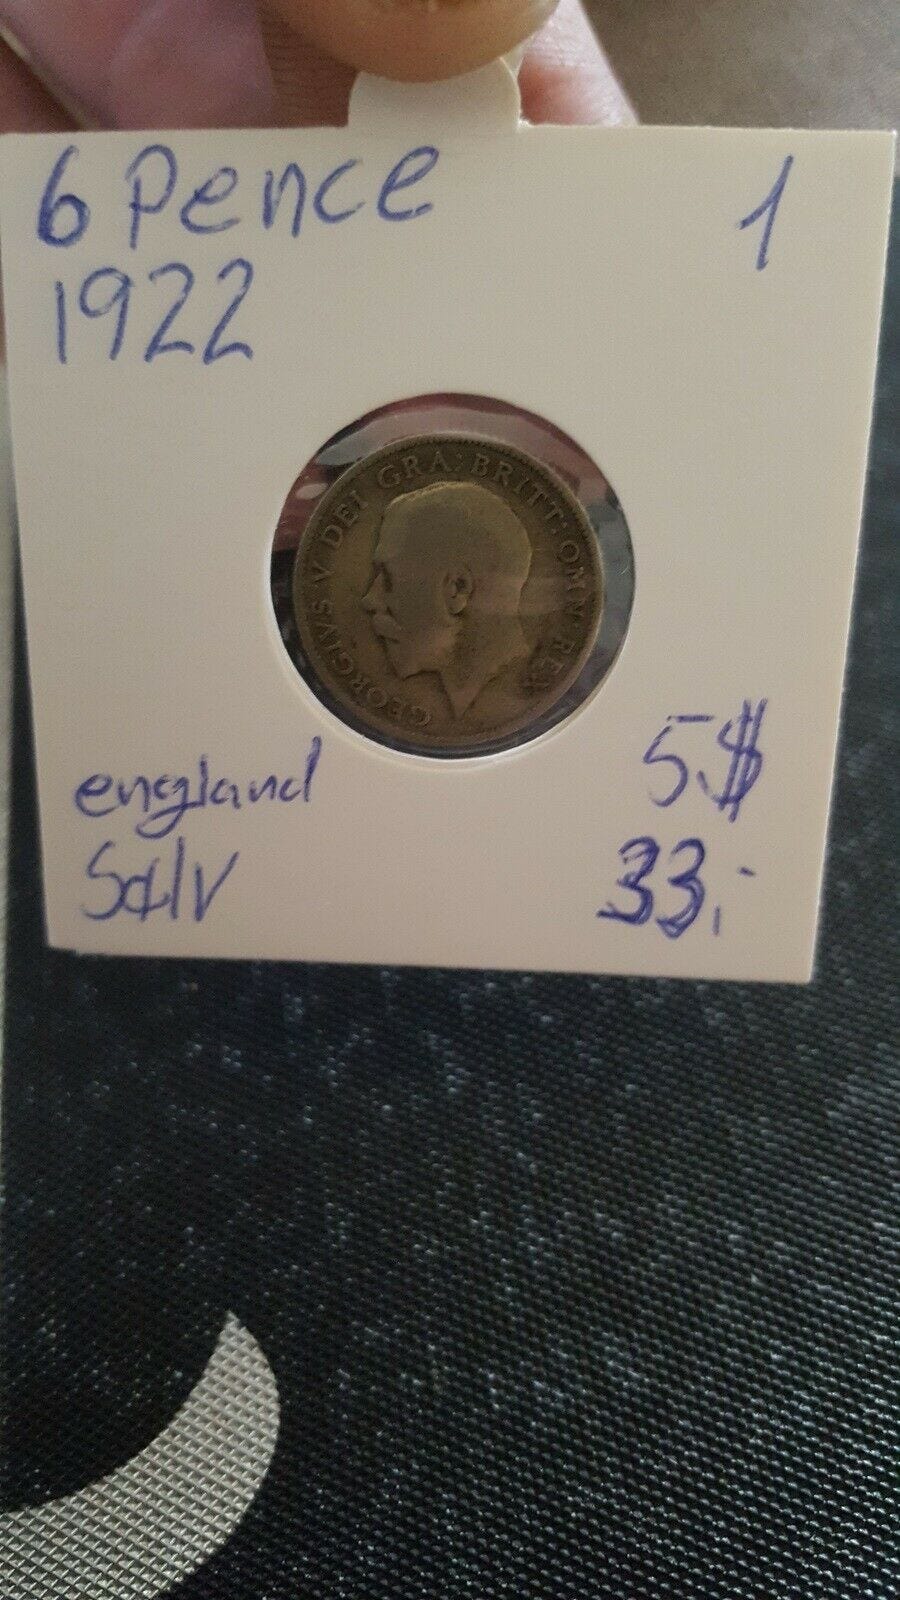 6 Pence 1
1922
GEORGIVS V DEI GRA: BRITT: OMN: REX
england 5$
Sølv 33,-